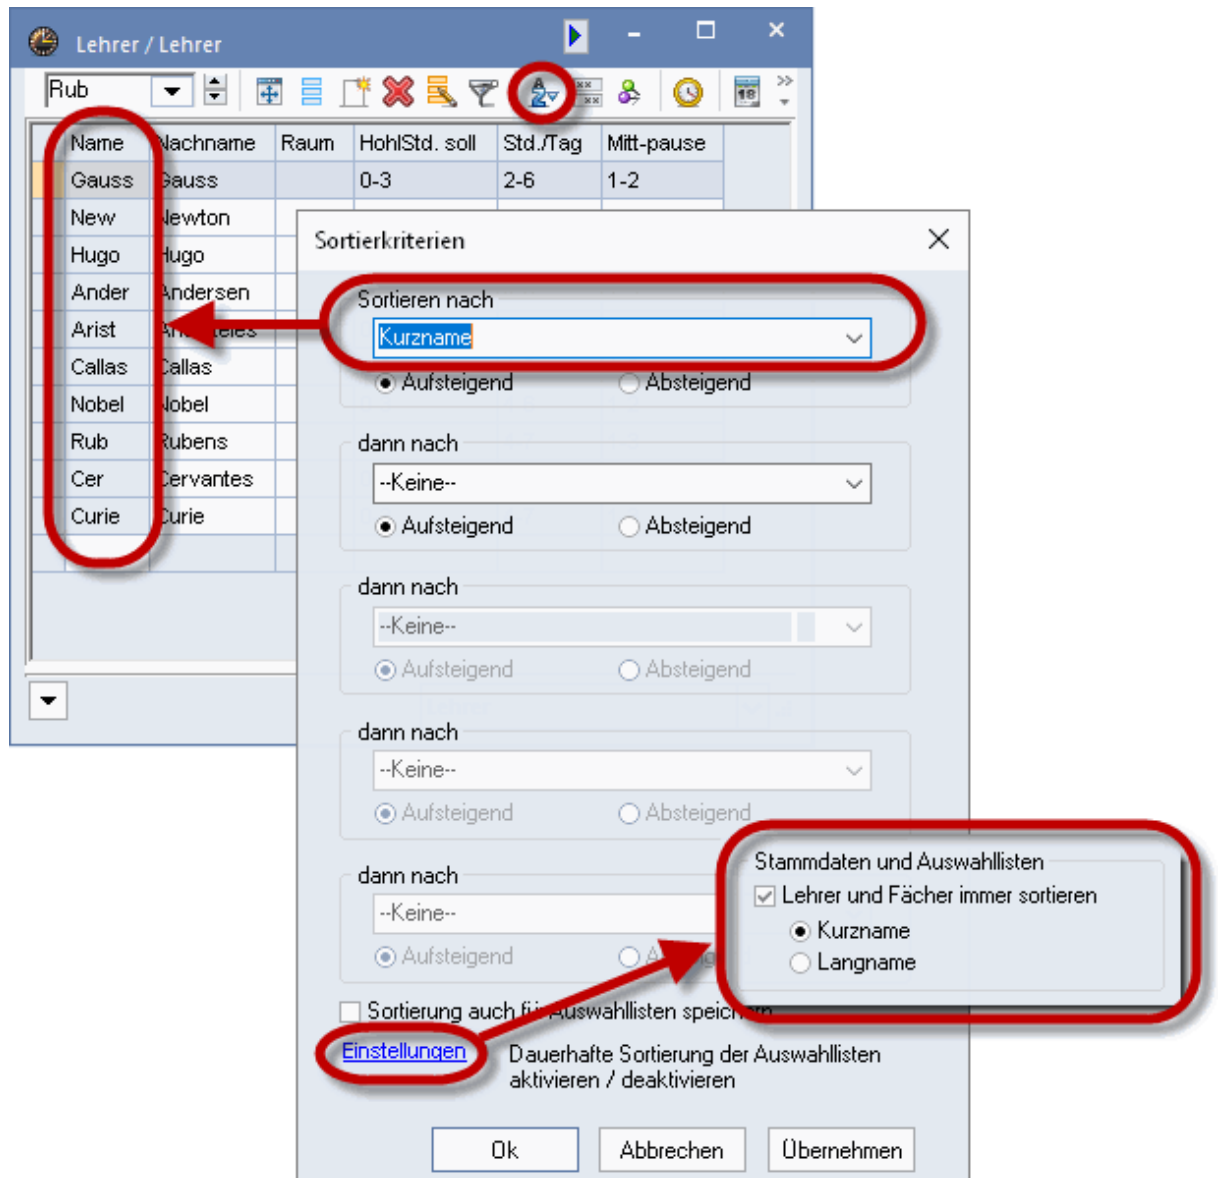 Lehrer / Lehrer
Rub
Name Nachname Raum HohlStd. soll Std./Tag Mitt-pause
Gauss Gauss 0-3 2-6 1-2
New Newton
Hugo Hugo
Ander Andersen
Arist
Callas Callas
Nobel Nobel
Rub Rubens
Cer Cervantes
Curie Curie
Sortierkriterien
Sortieren nach
Kurzname
Aufsteigend Absteigend
dann nach
--Keine--
Aufsteigend Absteigend
dann nach
--Keine--
Aufsteigend Absteigend
dann nach
--Keine--
Aufsteigend Absteigend
dann nach
--Keine--
Aufsteigend
Stammdaten und Auswahllisten
Lehrer und Fächer immer sortieren
Kurzname
Langname
Sortierung auch für Auswahllisten speichern
Einstellungen
Dauerhafte Sortierung der Auswahllisten
aktivieren / deaktivieren
Ok Abbrechen Übernehmen